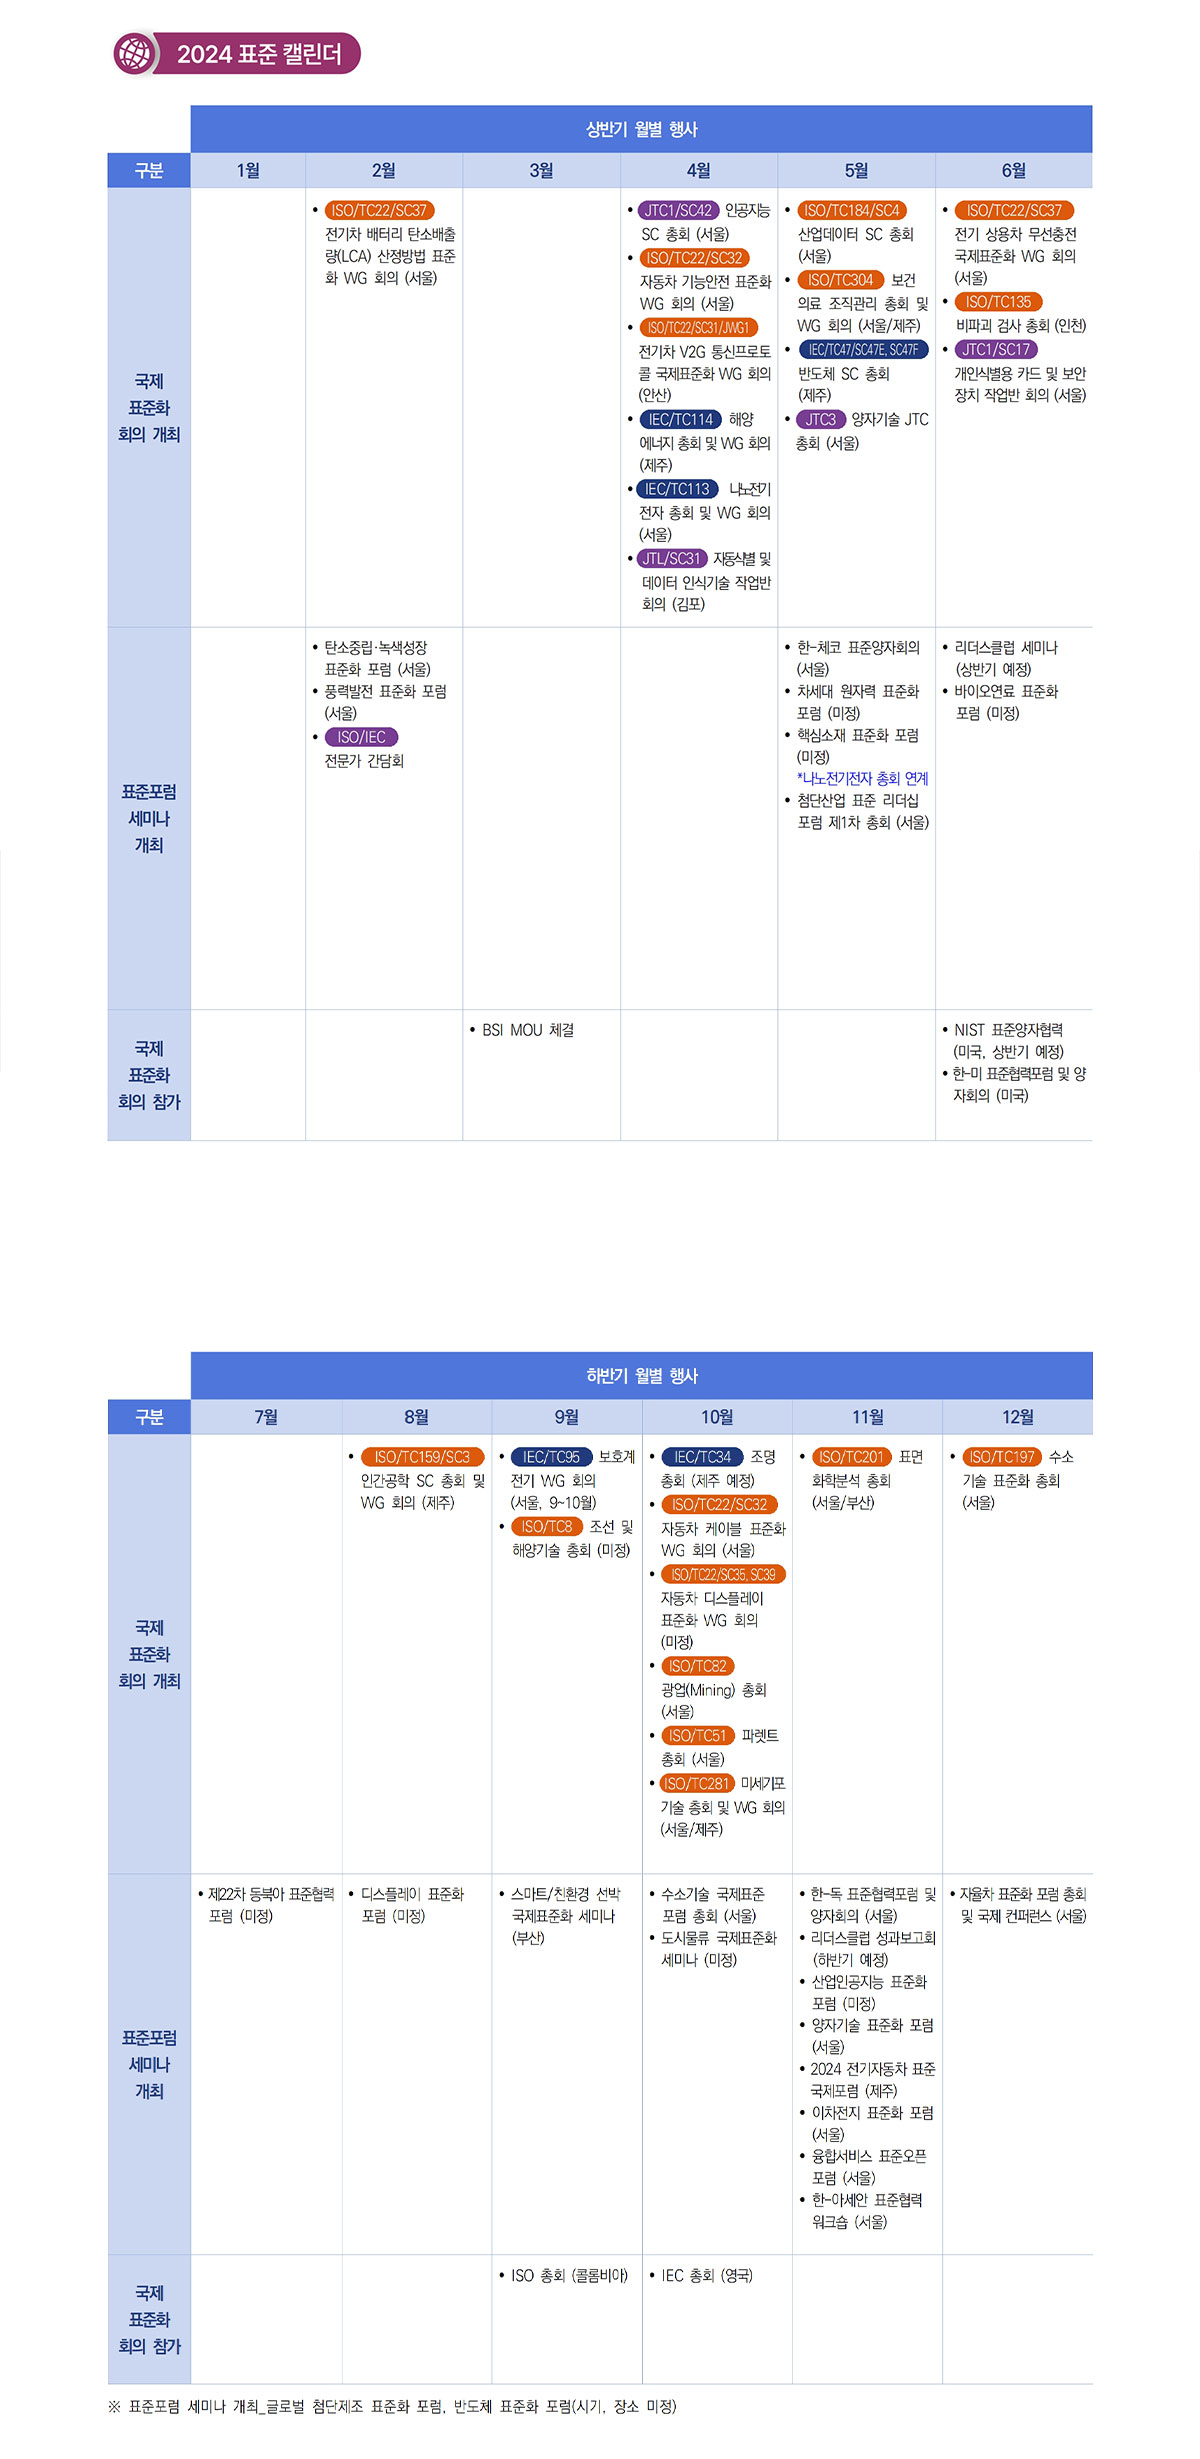 2024 표준 캘린더
상반기 월별 행사
구분
1월
2월
3월
4월
5월
6월
국제
표준화
회의 개최
• ISO/TC22/SC37
전기차 배터리 탄소배출
량(LCA) 산정방법 표준
화 WG 회의 (서울)
• JTC1/SC42 인공지능
SC 총회 (서울)
• ISO/TC22/SC32
자동차 기능안전 표준화
WG 회의 (서울)
• ISO/TC22/SC31/JWG1
전기차 V2G 통신프로토
콜 국제표준화 WG 회의
(안산)
• IEC/TC114 해양
에너지 총회 및 WG 회의
(제주)
• IEC/TC113 나노전기
전자 총회 및 WG 회의
(서울)
• JTL/SC31 자동식별 및
데이터 인식기술 작업반
회의 (김포)
• ISO/TC184/SC4
산업데이터 SC 총회
(서울)
• ISO/TC304 보건
의료 조직관리 총회 및
WG 회의 (서울/제주)
• IEC/TC47/SC47E, SC47F
반도체 SC 총회
(제주)
• JTC3 양자기술 JTC
총회 (서울)
• ISO/TC22/SC37
전기 상용차 무선충전
국제표준화 WG 회의
(서울)
• ISO/TC135
비파괴 검사 총회 (인천)
• JTC1/SC17
개인식별용 카드 및 보안
장치 작업반 회의 (서울)
표준포럼
세미나
개최
• 탄소중립·녹색성장
표준화 포럼 (서울)
• 풍력발전 표준화 포럼
(서울)
• ISO/IEC
전문가 간담회
• 한-체코 표준양자회의
(서울)
• 차세대 원자력 표준화
포럼 (미정)
• 핵심소재 표준화 포럼
(미정)
*나노전기전자 총회 연계
• 첨단산업 표준 리더십
포럼 제1차 총회 (서울)
• 리더스클럽 세미나
(상반기 예정)
• 바이오연료 표준화
포럼 (미정)
국제
표준화
회의 참가
• BSI MOU 체결
• NIST 표준양자협력
(미국, 상반기 예정)
• 한-미 표준협력포럼 및 양
자회의 (미국)
하반기 월별 행사
구분
7월
8월
9월
10월
11월
12월
국제
표준화
회의 개최
• ISO/TC159/SC3
인간공학 SC 총회 및
WG 회의 (제주)
• IEC/TC95 보호계
전기 WG 회의
(서울, 9~10월)
• ISO/TC8 조선 및
해양기술 총회 (미정)
• IEC/TC34 조명
총회 (제주 예정)
• ISO/TC22/SC32
자동차 케이블 표준화
WG 회의 (서울)
• ISO/TC22/SC35, SC39
자동차 디스플레이
표준화 WG 회의
(미정)
• ISO/TC82
광업(Mining) 총회
(서울)
• ISO/TC51 파렛트
총회 (서울)
• ISO/TC281 미세기포
기술 총회 및 WG 회의
(서울/제주)
• ISO/TC201 표면
화학분석 총회
(서울/부산)
• ISO/TC197 수소
기술 표준화 총회
(서울)
표준포럼
세미나
개최
• 제22차 동북아 표준협력
포럼 (미정)
• 디스플레이 표준화
포럼 (미정)
• 스마트/친환경 선박
국제표준화 세미나
(부산)
• 수소기술 국제표준
포럼 총회 (서울)
• 도시물류 국제표준화
세미나 (미정)
• 한-독 표준협력포럼 및
양자회의 (서울)
• 리더스클럽 성과보고회
(하반기 예정)
• 산업인공지능 표준화
포럼 (미정)
• 양자기술 표준화 포럼
(서울)
• 2024 전기자동차 표준
국제포럼 (제주)
• 이차전지 표준화 포럼
(서울)
• 융합서비스 표준오픈
포럼 (서울)
• 한-아세안 표준협력
워크숍 (서울)
• 자율차 표준화 포럼 총회
및 국제 컨퍼런스 (서울)
국제
표준화
회의 참가
• ISO 총회 (콜롬비아)
• IEC 총회 (영국)
※ 표준포럼 세미나 개최_글로벌 첨단제조 표준화 포럼, 반도체 표준화 포럼(시기, 장소 미정)